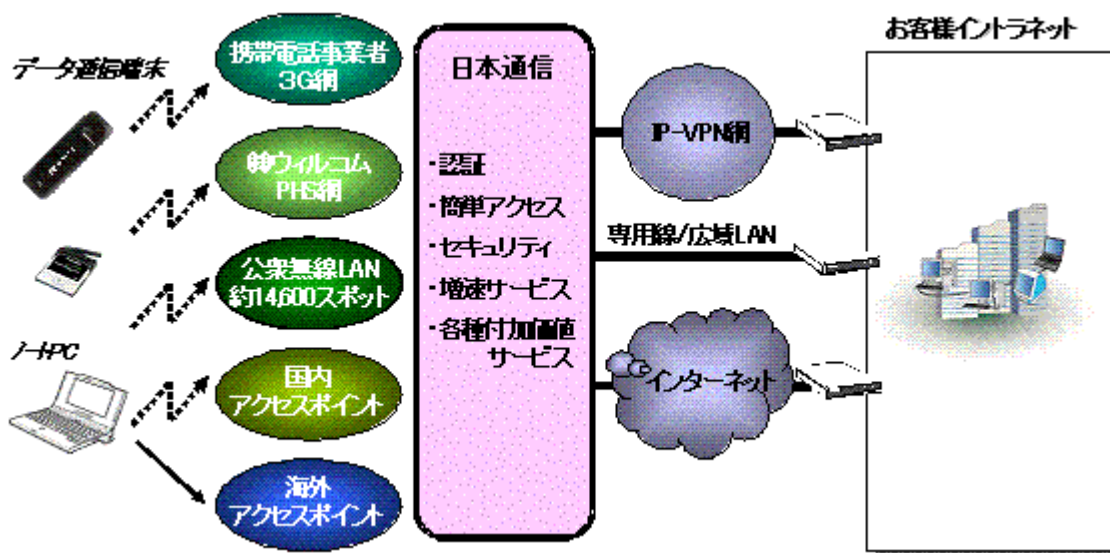 データ通信端末
ノートPC
携帯電話事業者
3G網
㈱ウィルコム
PHS網
公衆無線LAN
約14,600スポット
国内
アクセスポイント
海外
アクセスポイント
日本通信
・認証
・簡単アクセス
・セキュリティ
・増速サービス
・各種付加価値
サービス
IP-VPN網
専用線/広域LAN
インターネット
お客様イントラネット